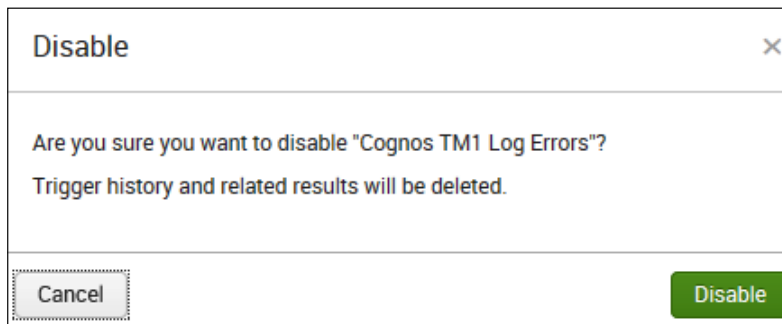 Disable
Are you sure you want to disable "Cognos TM1 Log Errors"?
Trigger history and related results will be deleted.
Cancel
Disable